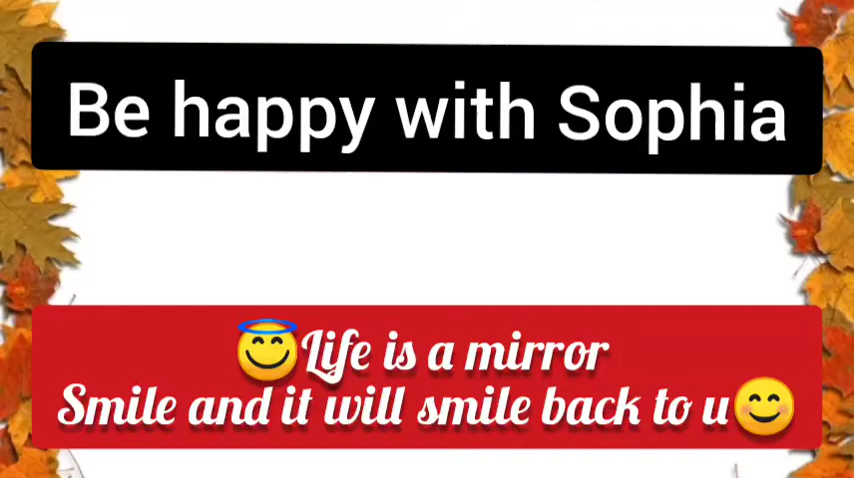 Be happy with Sophia
😇Life is a mirror
Smile and it will smile back to u😊